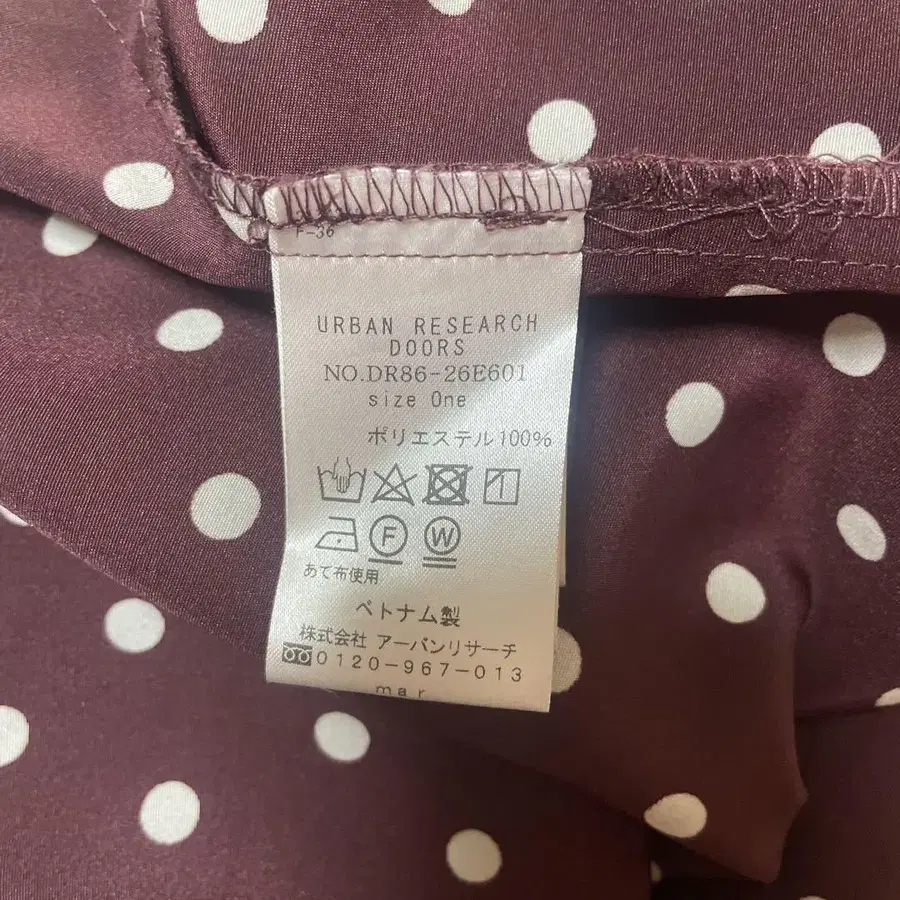 F-36
URBAN RESEARCH
DOORS
NO.DR86-26E601
size One
ポリエステル100%
F W
あて布使用
ベトナム製
株式会社 アーバンリサーチ
0120-967-013
mar